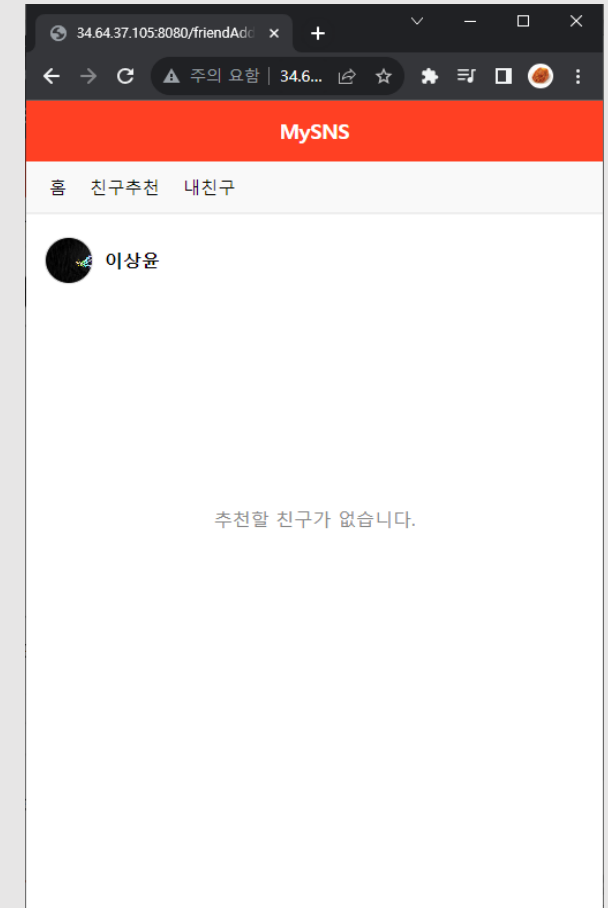 34.64.37.105:8080/friendAdd
주의 요함 34.6...
MySNS
홈 친구추천 내친구
이상윤
추천할 친구가 없습니다.